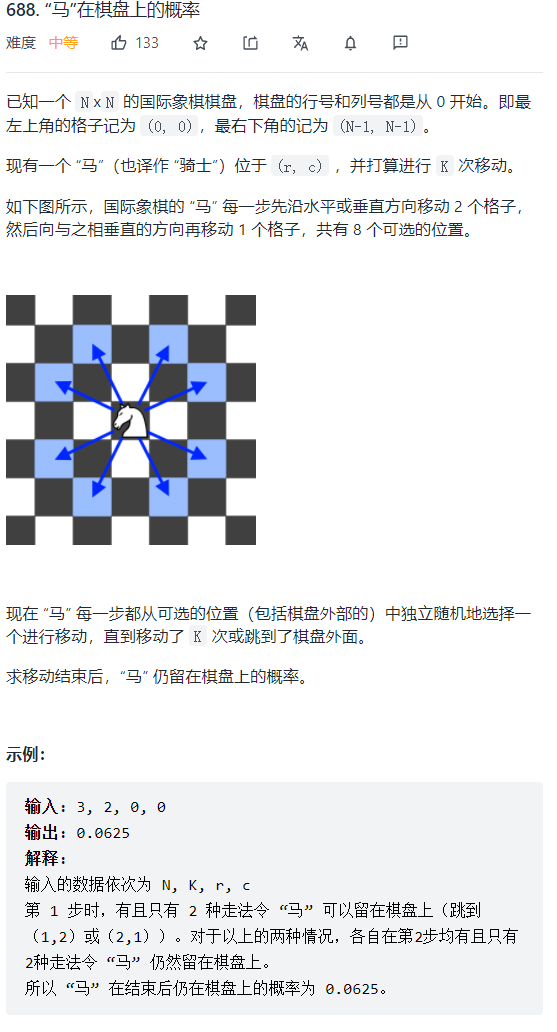 688. “马”在棋盘上的概率
难度 中等 133
已知一个 N x N 的国际象棋棋盘，棋盘的行号和列号都是从 0 开始。即最
左上角的格子记为 (0, 0)，最右下角的记为 (N-1, N-1)。
现有一个 “马”（也译作 “骑士”）位于 (r, c) ，并打算进行 K 次移动。
如下图所示，国际象棋的 “马” 每一步先沿水平或垂直方向移动 2 个格子，
然后向与之相垂直的方向再移动 1 个格子，共有 8 个可选的位置。
现在 “马” 每一步都从可选的位置（包括棋盘外部的）中独立随机地选择一
个进行移动，直到移动了 K 次或跳到了棋盘外面。
求移动结束后，“马” 仍留在棋盘上的概率。
示例：
输入: 3, 2, 0, 0
输出: 0.0625
解释:
输入的数据依次为 N, K, r, c
第 1 步时，有且只有 2 种走法令 “马” 可以留在棋盘上（跳到
（1,2）或（2,1））。对于以上的两种情况，各自在第2步均有且只有
2种走法令 “马” 仍然留在棋盘上。
所以 “马” 在结束后仍在棋盘上的概率为 0.0625。